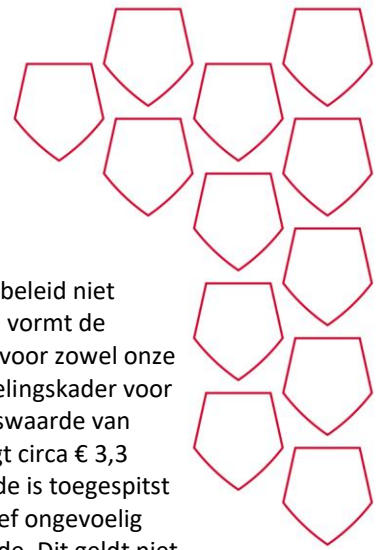 beleid niet
vormt de
voor zowel onze
elingskader voor
swaarde van
gt circa € 3,3
de is toegespitst
ef ongevoelig
de. Dit geldt niet